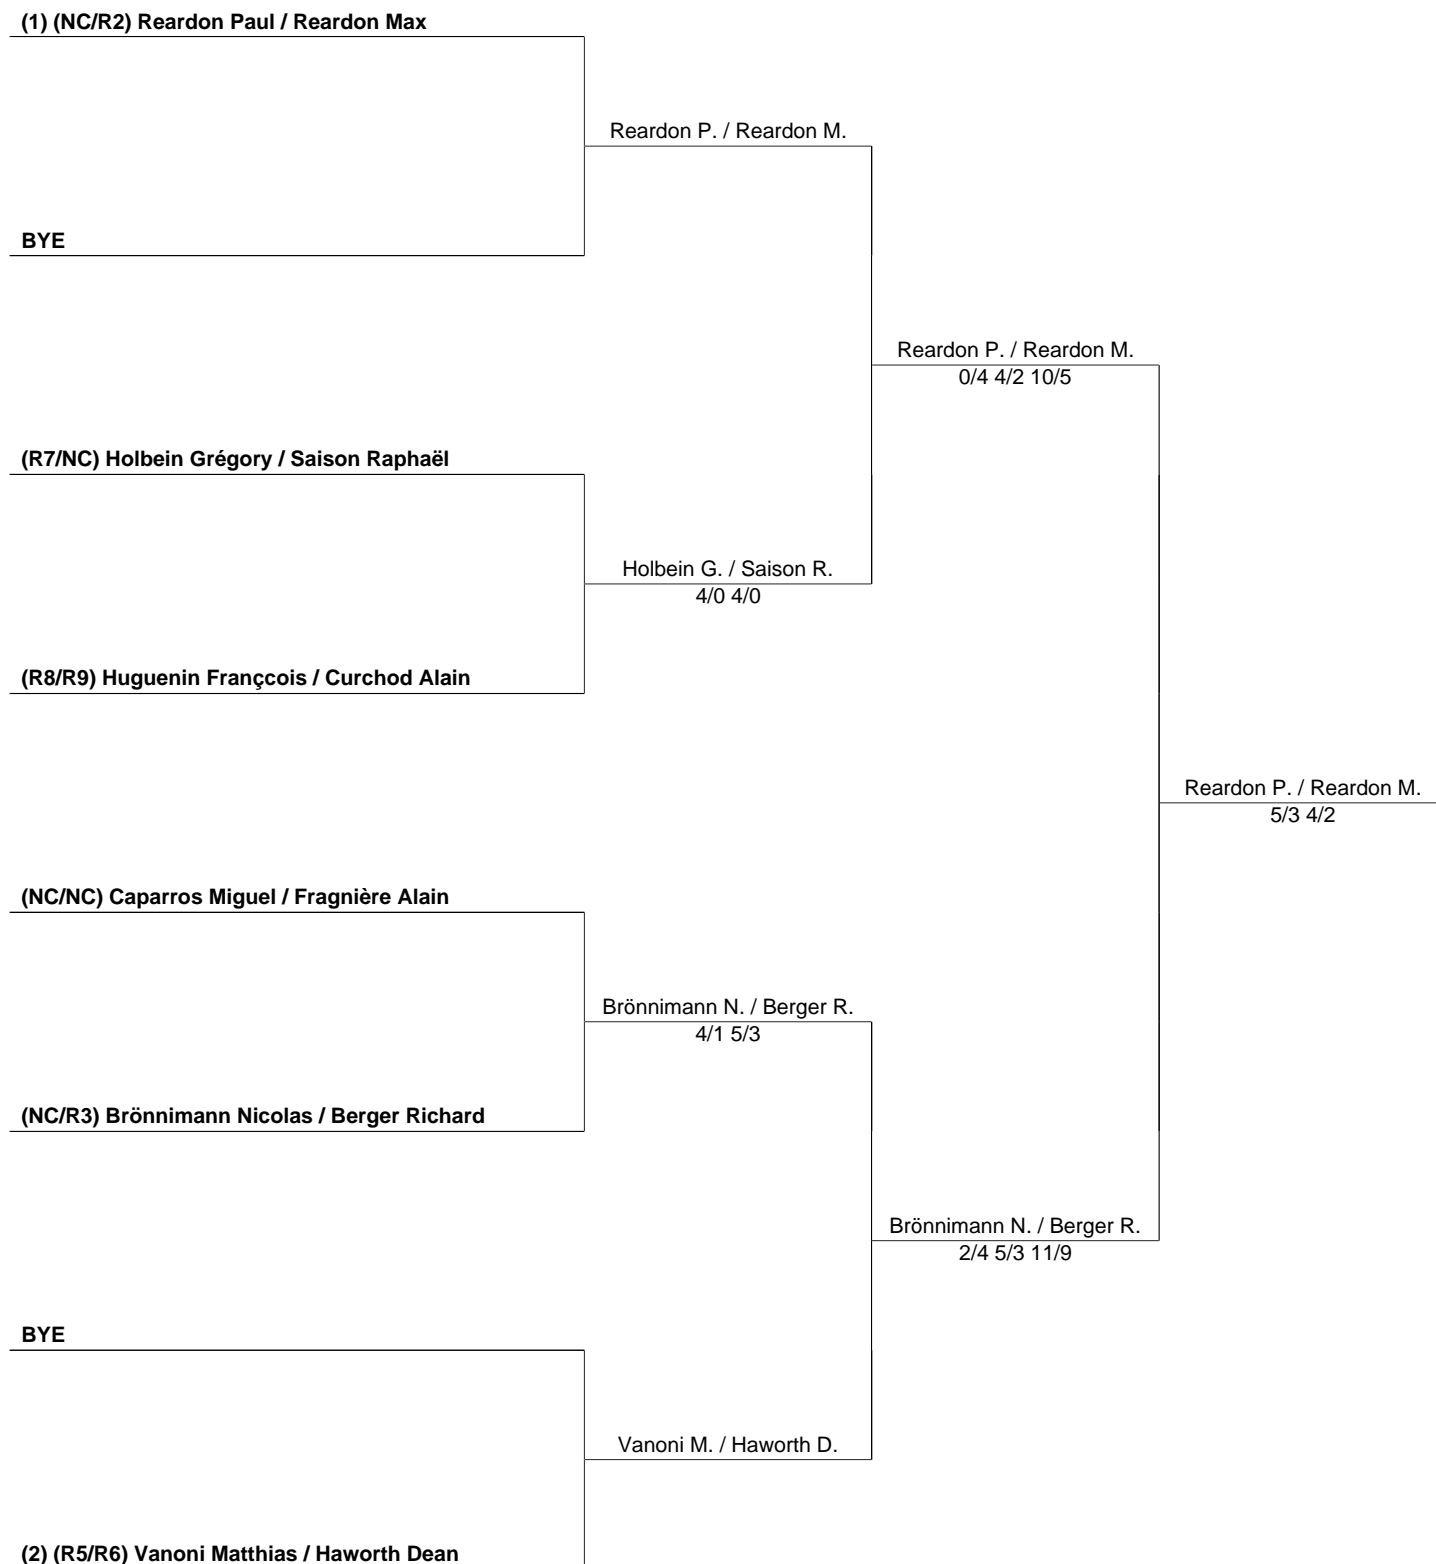 (1) (NC/R2) Reardon Paul / Reardon Max
Reardon P. / Reardon M.
BYE
Reardon P. / Reardon M.
0/4 4/2 10/5
(R7/NC) Holbein Grégory / Saison Raphaël
Holbein G. / Saison R.
4/0 4/0
(R8/R9) Huguenin Françcois / Curchod Alain
Reardon P. / Reardon M.
5/3 4/2
(NC/NC) Caparros Miguel / Fragnière Alain
Brönnimann N. / Berger R.
4/1 5/3
(NC/R3) Brönnimann Nicolas / Berger Richard
Brönnimann N. / Berger R.
2/4 5/3 11/9
BYE
Vanoni M. / Haworth D.
(2) (R5/R6) Vanoni Matthias / Haworth Dean